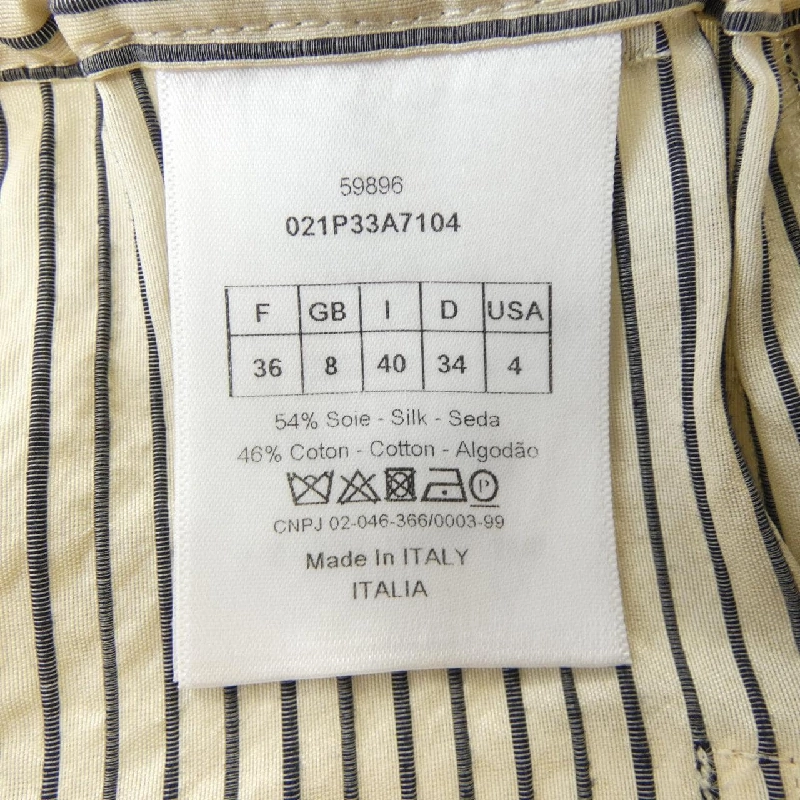 59896
021P33A7104
F GB I D USA
36 8 40 34 4
54% Soie - Silk - Seda
46% Coton - Cotton - Algodão
P
CNPJ 02-046-366/0003-99
Made In ITALY
ITALIA